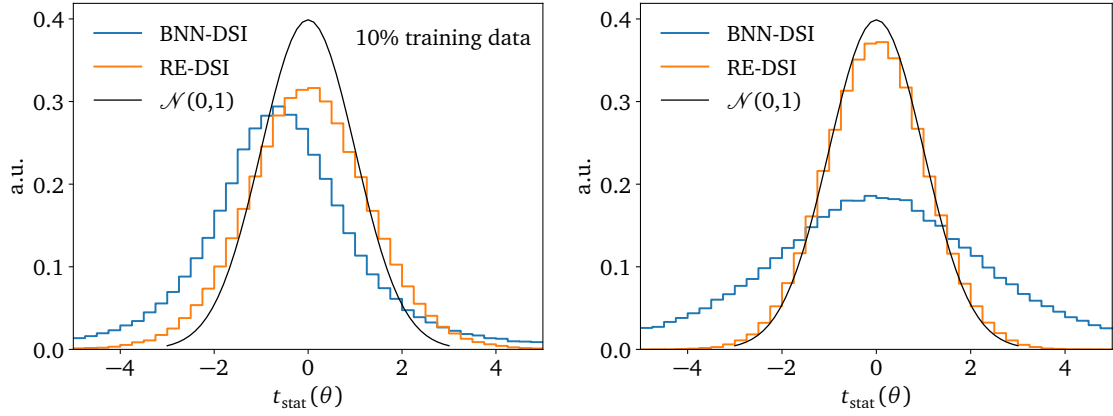 0.4
BNN-DSI
10% training data
RE-DSI
𝒩(0,1)
0.3
a.u.
0.2
0.1
0.0
−4
−2
0
2
4
t_stat(θ)
0.4
BNN-DSI
RE-DSI
𝒩(0,1)
0.3
a.u.
0.2
0.1
0.0
−4
−2
0
2
4
t_stat(θ)